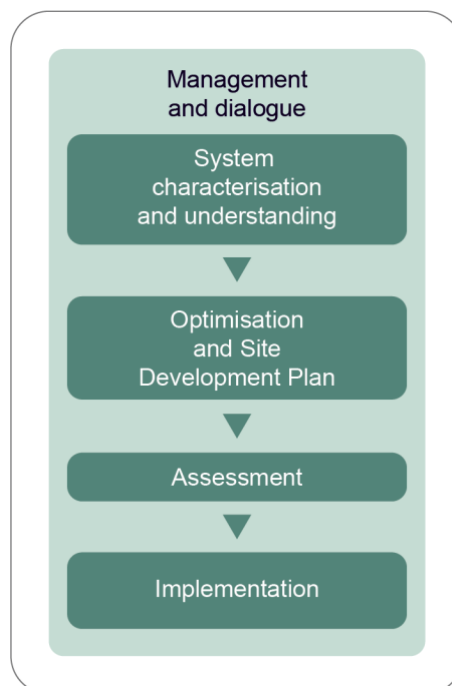 Management
and dialogue
System
characterisation
and understanding
Optimisation
and Site
Development Plan
Assessment
Implementation